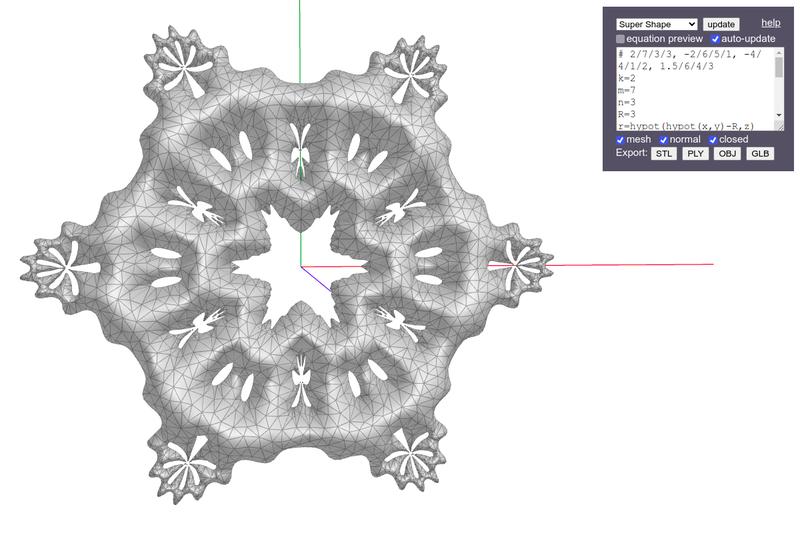 Super Shape update help
equation preview auto-update
# 2/7/3/3, -2/6/5/1, -4/
4/1/2, 1.5/6/4/3
k=2
m=7
n=3
R=3
r=hypot(hypot(x,y)-R,z)
mesh normal closed
Export: STL PLY OBJ GLB